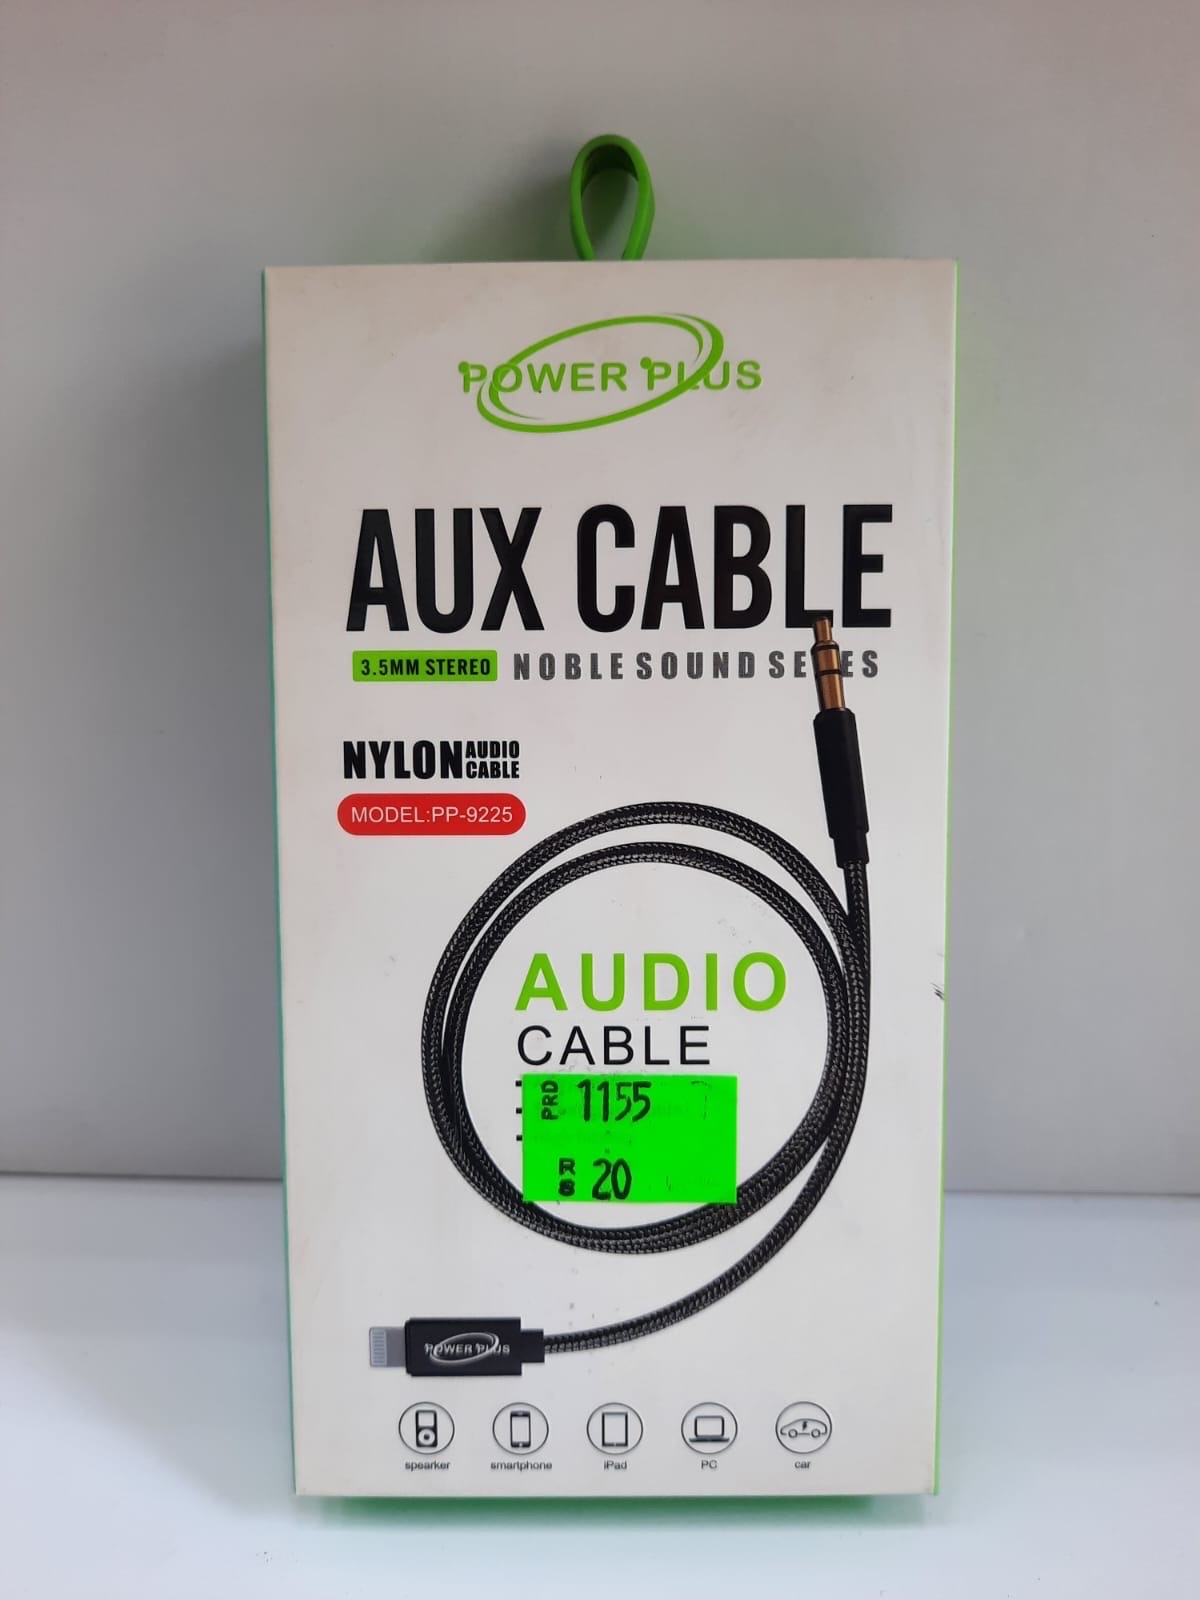 POWER PLUS
AUX CABLE
3.5MM STEREO NOBLE SOUND SE ES
NYLON AUDIO CABLE
MODEL:PP-9225
AUDIO
CABLE
PRD 1155
RS 20
POWER PLUS
spearker smartphone iPad PC car